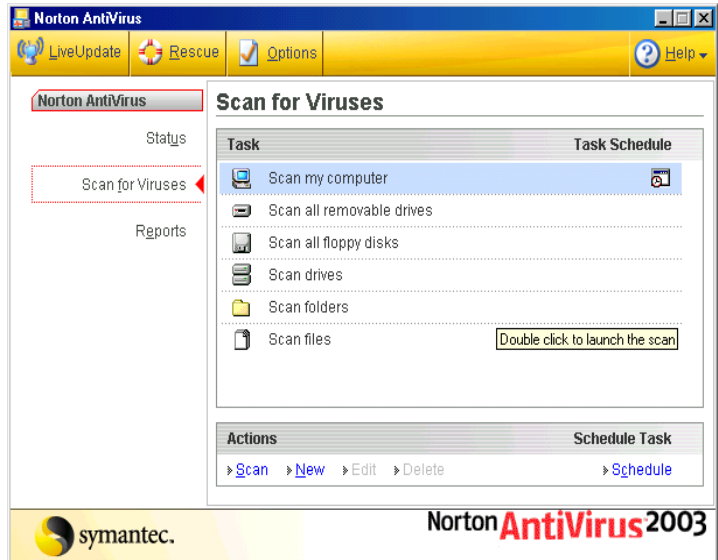 Norton AntiVirus
LiveUpdate Rescue Options Help
Norton AntiVirus
Status
Scan for Viruses
Reports
Scan for Viruses
Task Task Schedule
Scan my computer
Scan all removable drives
Scan all floppy disks
Scan drives
Scan folders
Scan files
Double click to launch the scan
Actions Schedule Task
Scan New Edit Delete Schedule
symantec.
Norton AntiVirus 2003